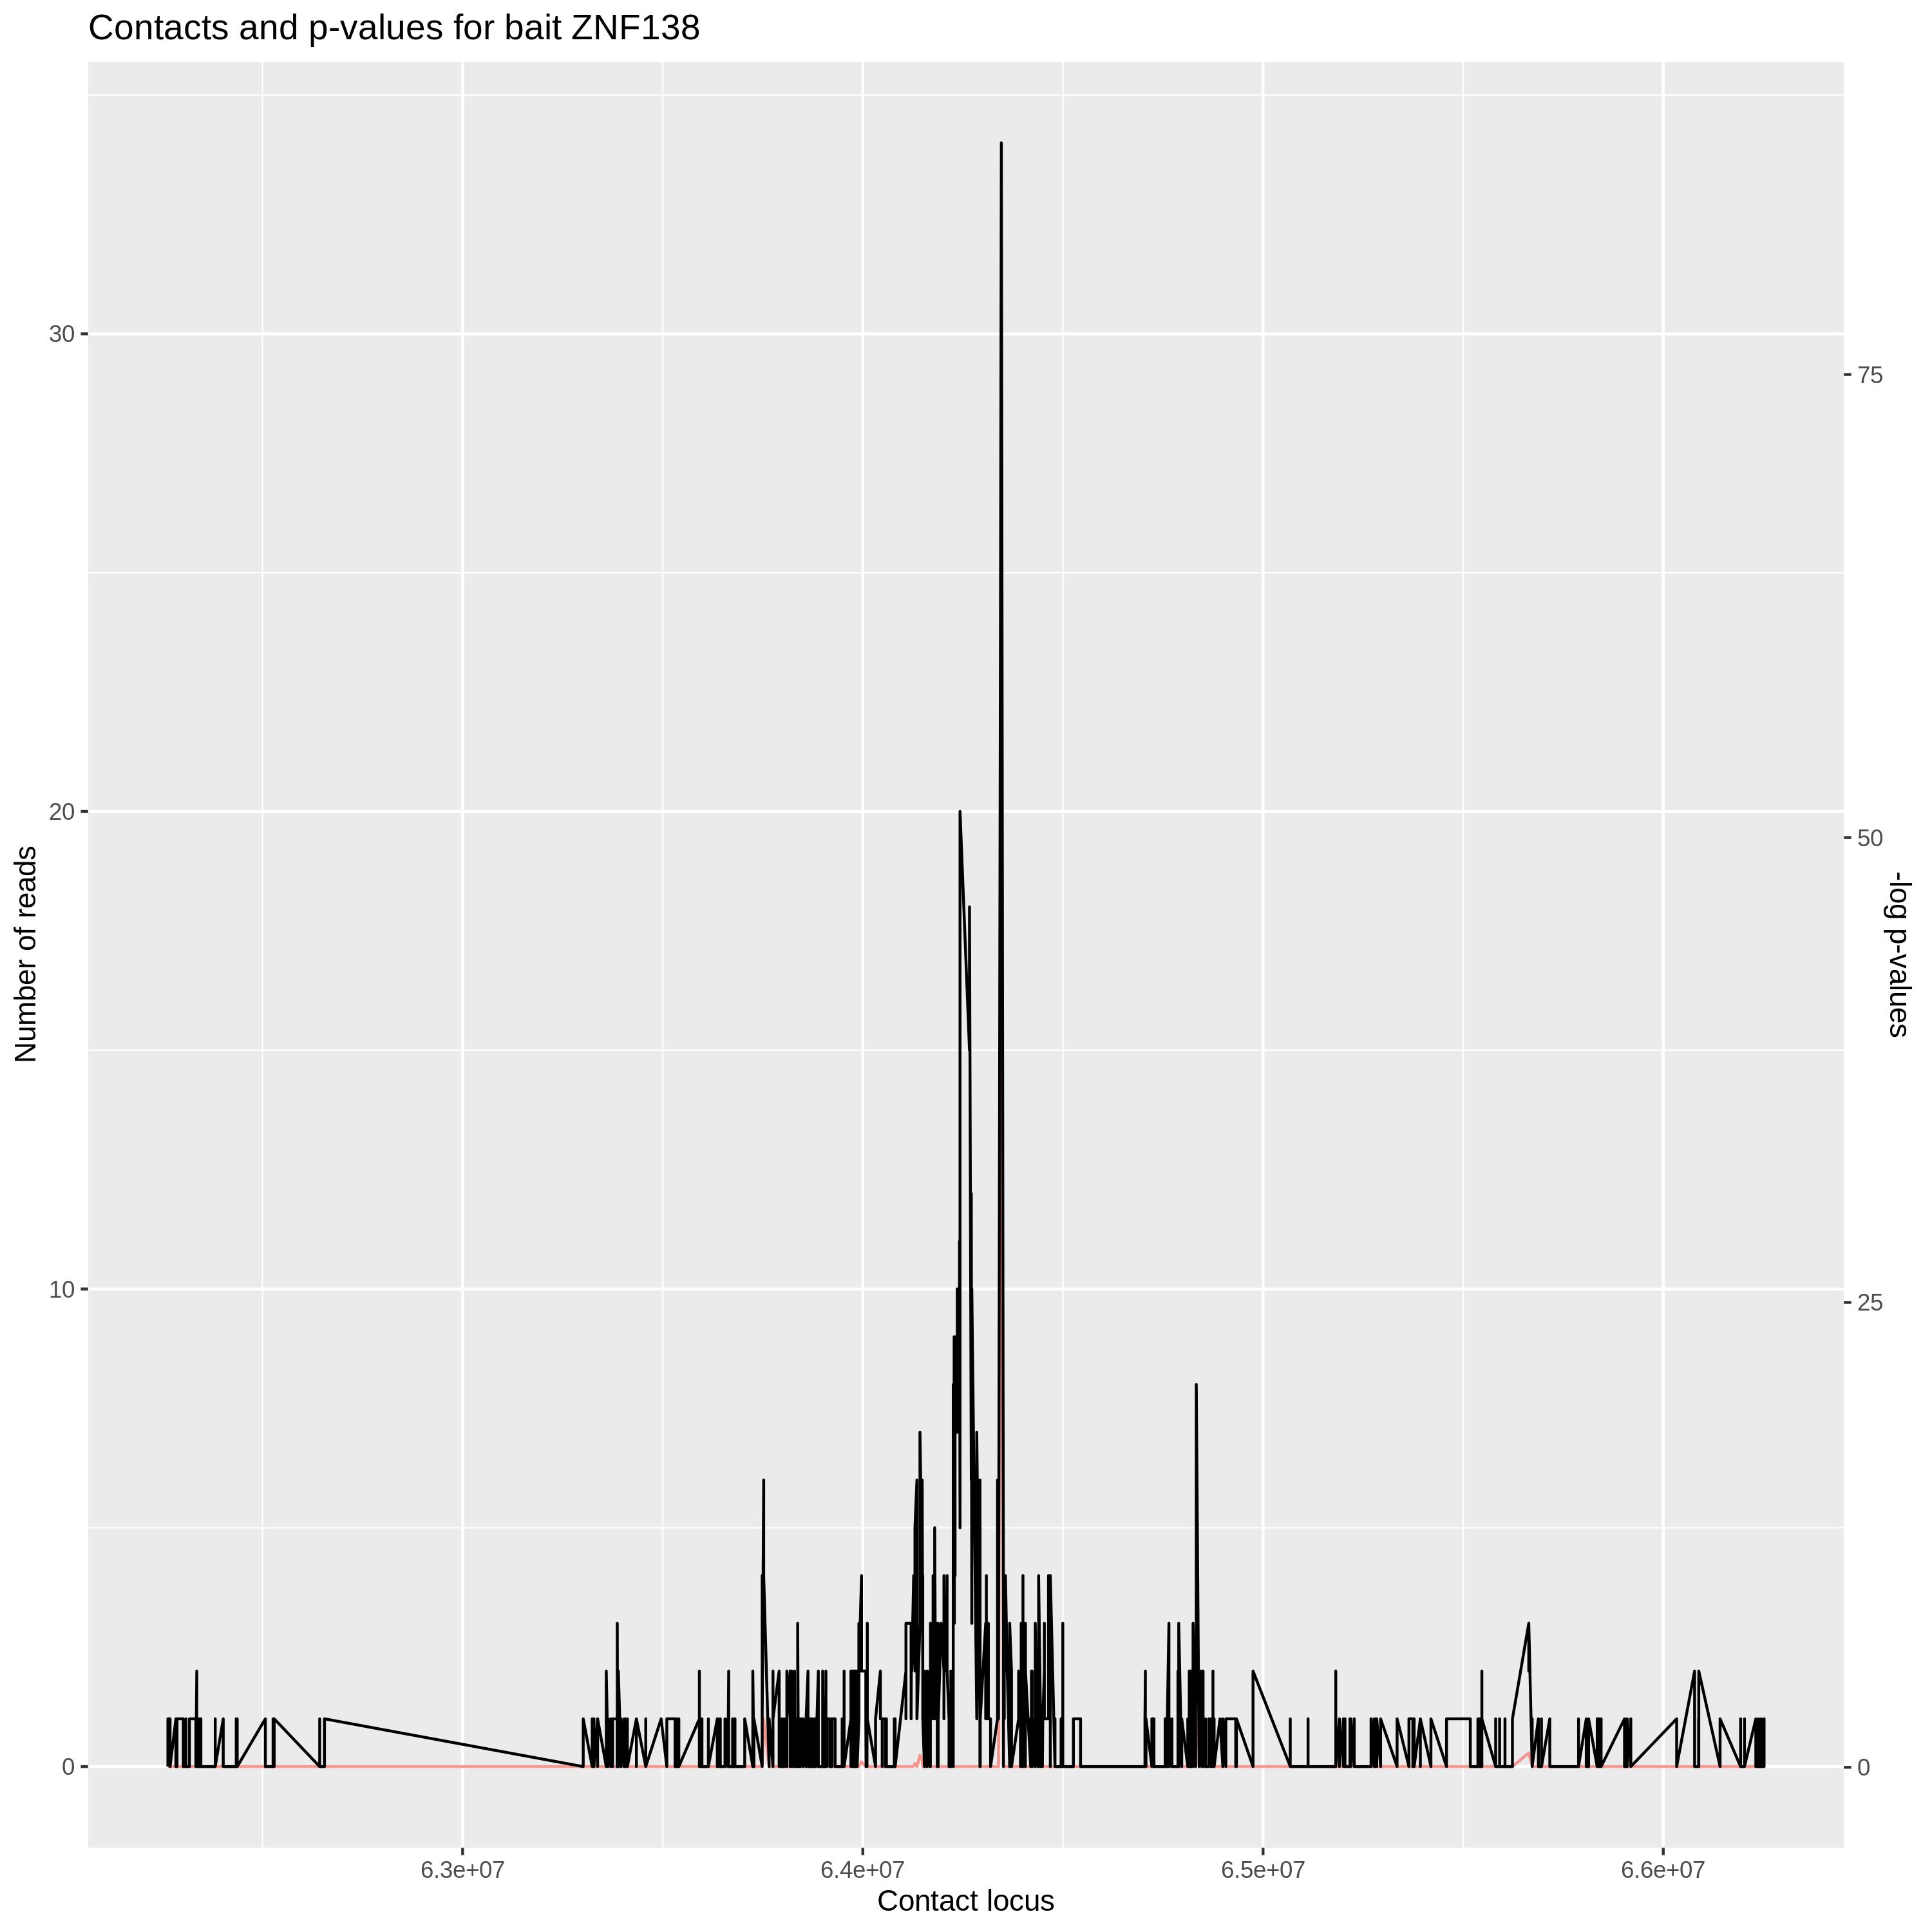 Contacts and p-values for bait ZNF138
30
20
10
0
Number of reads
75
50
25
0
-log p-values
6.3e+07 6.4e+07 6.5e+07 6.6e+07
Contact locus